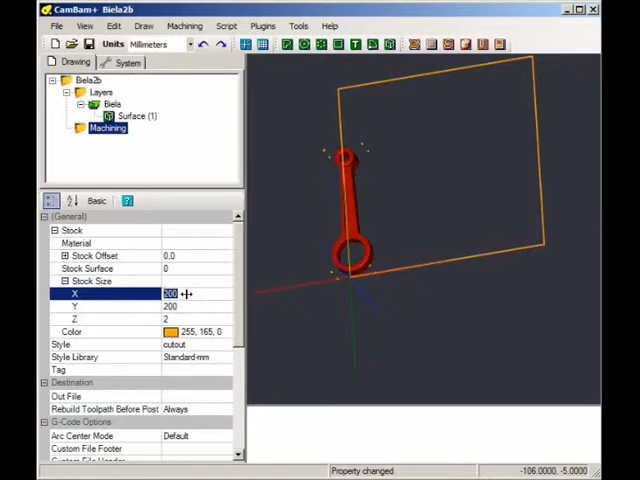 CamBam+ Biela2b
File View Edit Draw Machining Script Plugins Tools Help
Units Millimeters
Drawing System
Biela2b
Layers
Biela
Surface (1)
Machining
Basic
(General)
Stock
Material
Stock Offset 0,0
Stock Surface 0
Stock Size
X 200
Y 200
Z 2
Color 255, 165, 0
Style cutout
Style Library Standard-mm
Tag
Destination
Out File
Rebuild Toolpath Before Post Always
G-Code Options
Arc Center Mode Default
Custom File Footer
Custom File Header
Property changed -106.0000, -5.0000